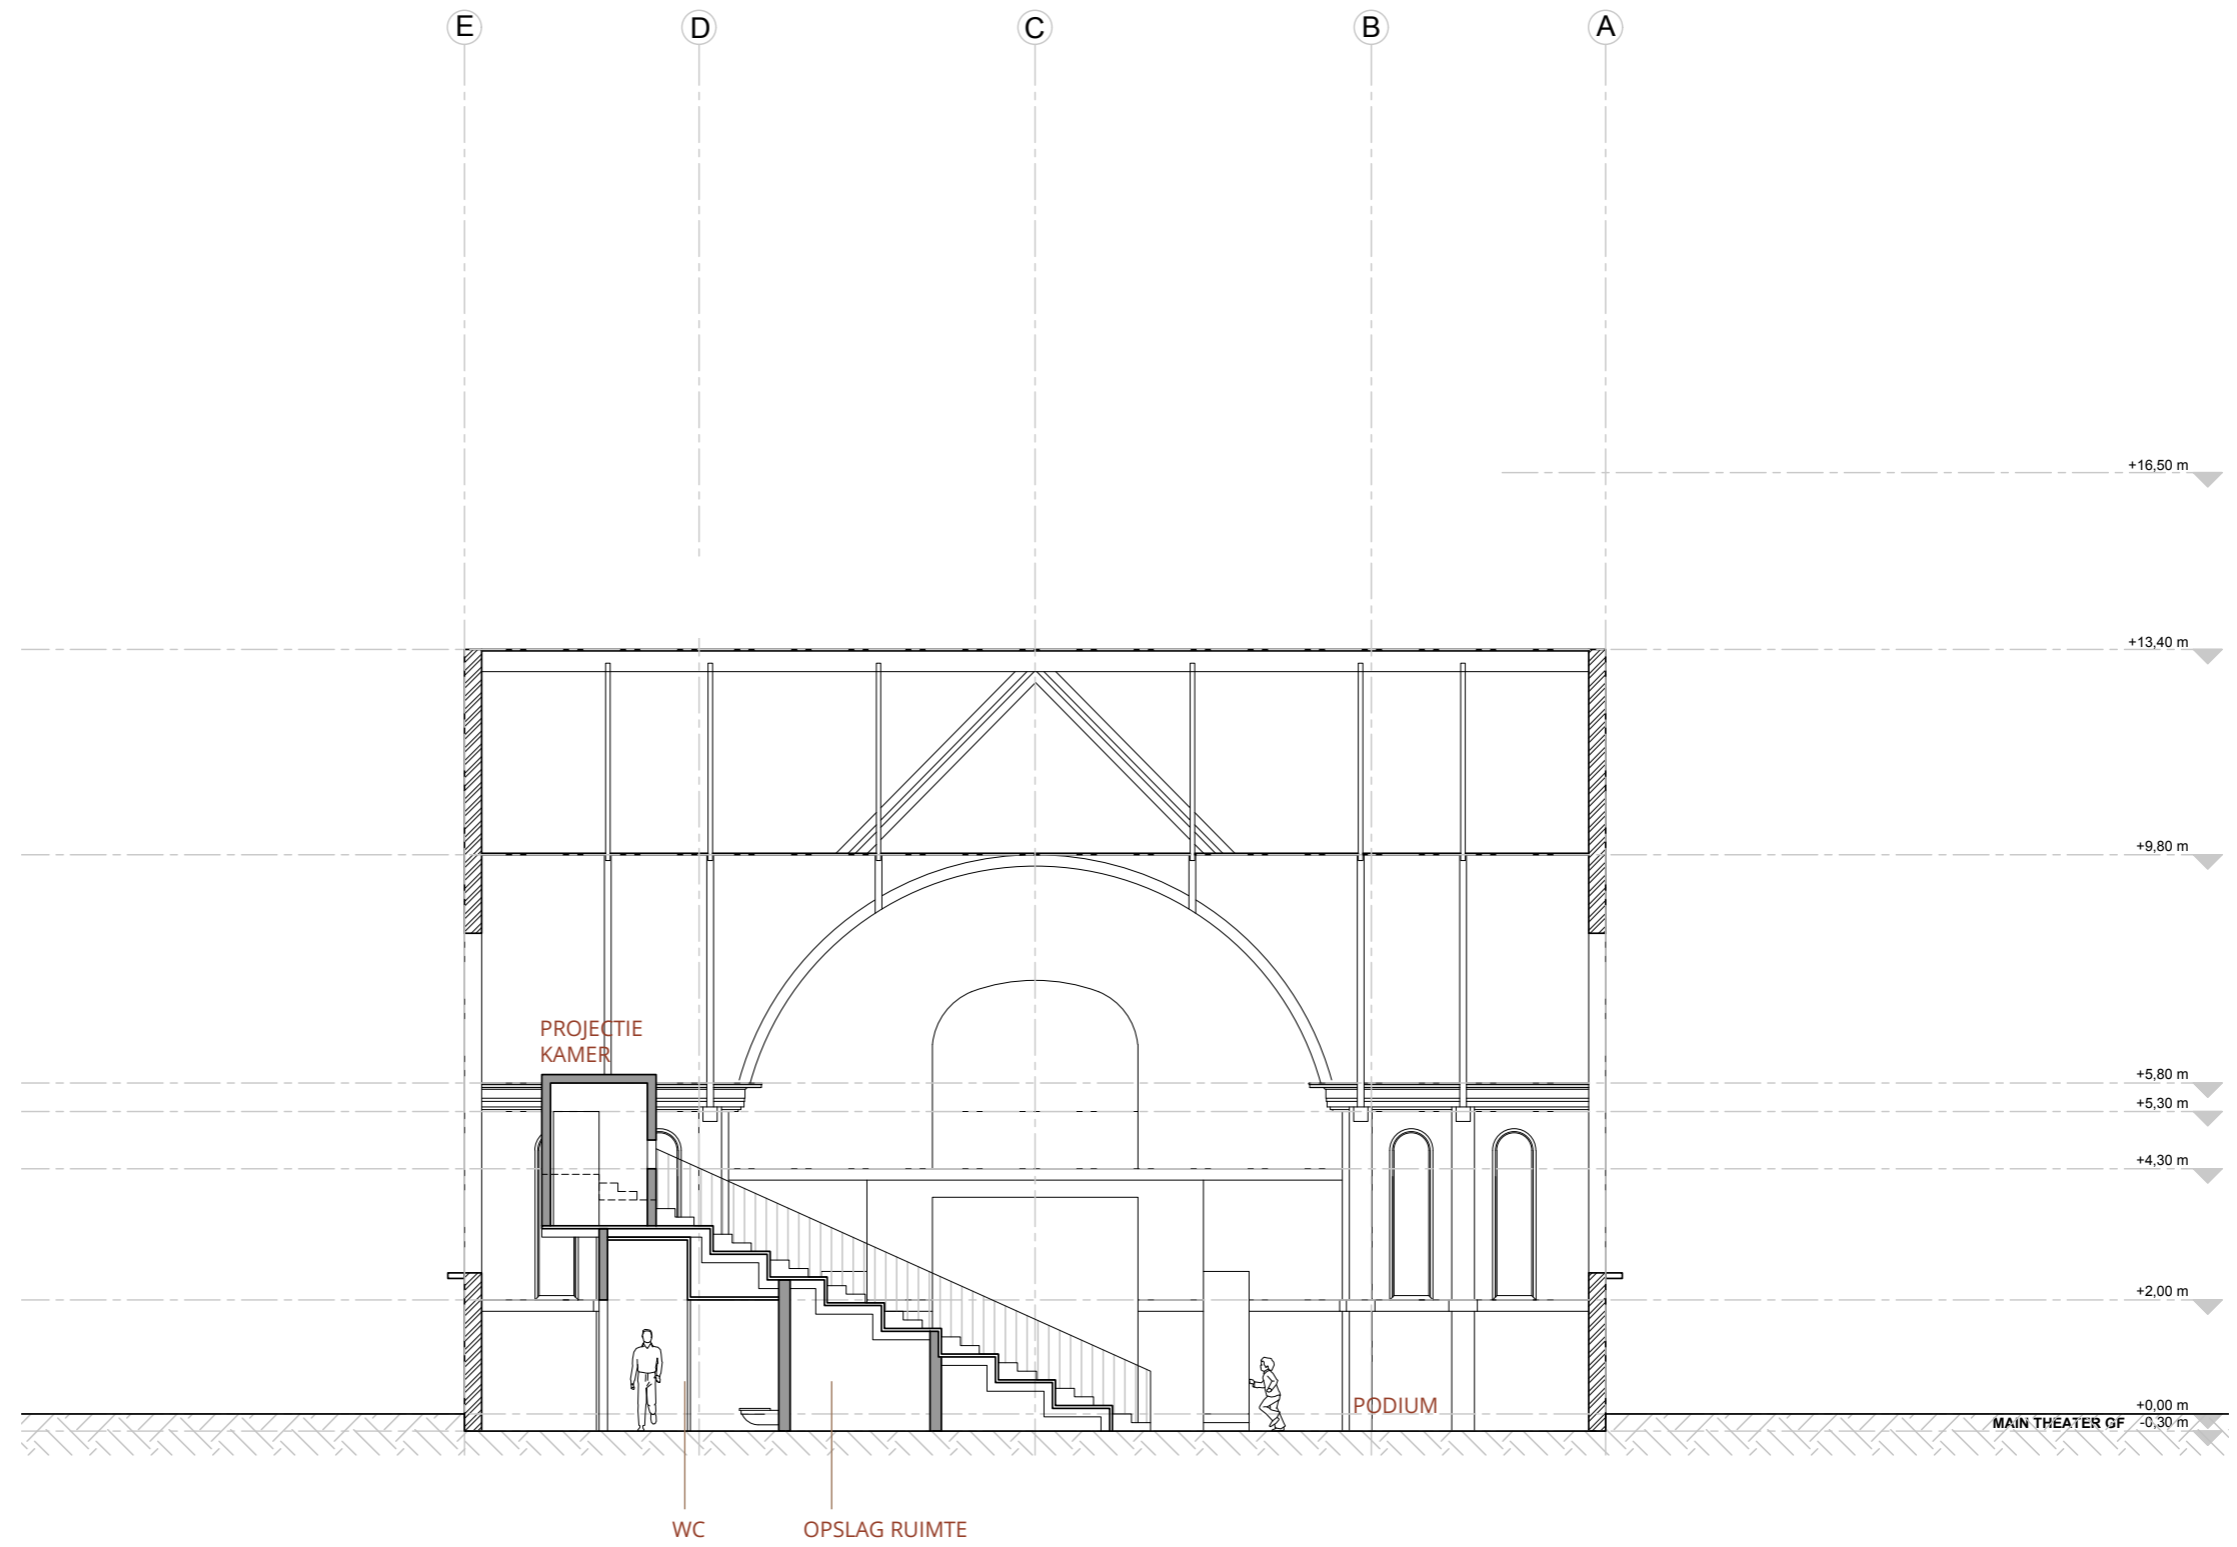 E D C B A
+16,50 m
+13,40 m
+9,80 m
PROJECTIE
KAMER
+5,80 m
+5,30 m
+4,30 m
+2,00 m
PODIUM
+0,00 m
MAIN THEATER GF -0,30 m
WC OPSLAG RUIMTE